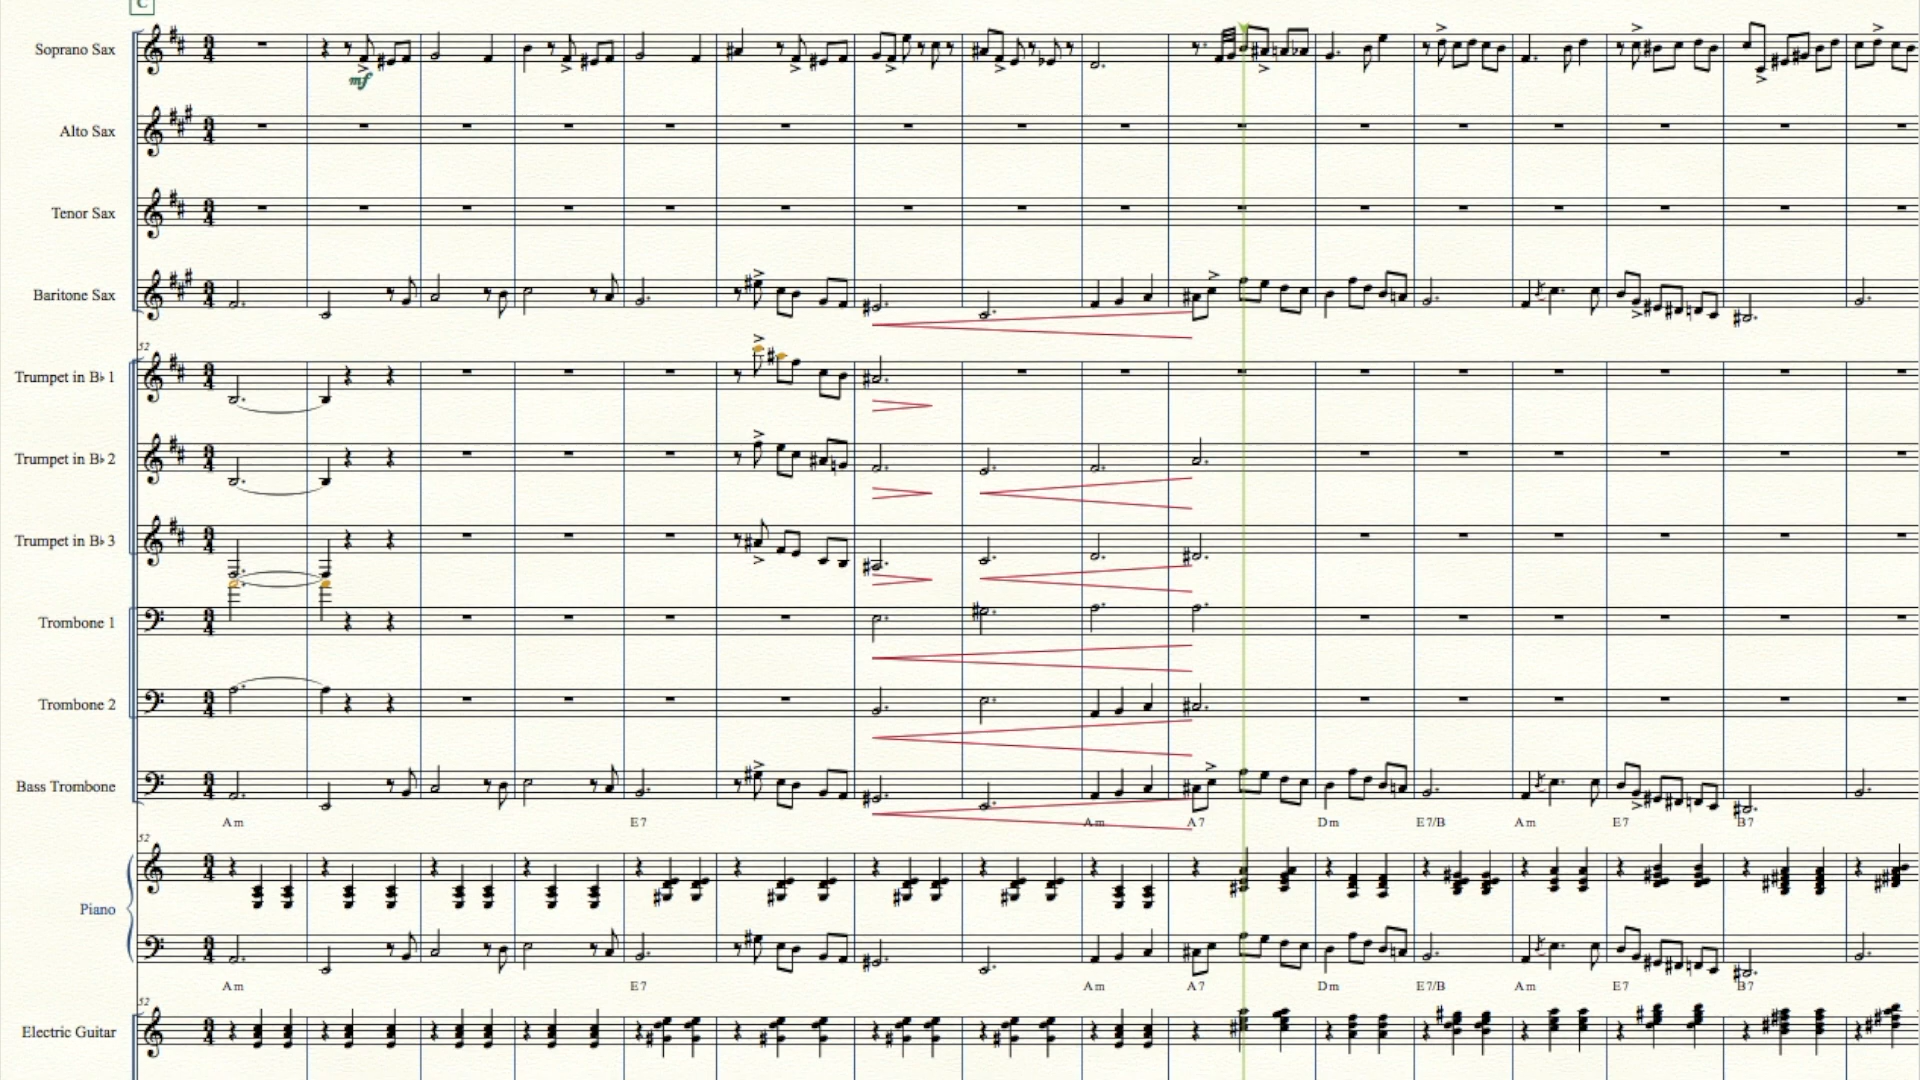 C
Soprano Sax
mf
Alto Sax
Tenor Sax
Baritone Sax
52
Trumpet in B♭ 1
Trumpet in B♭ 2
Trumpet in B♭ 3
Trombone 1
Trombone 2
Bass Trombone
Am E7 Am A7 Dm E7/B Am E7 B7
52
Piano
Am E7 Am A7 Dm E7/B Am E7 B7
52
Electric Guitar